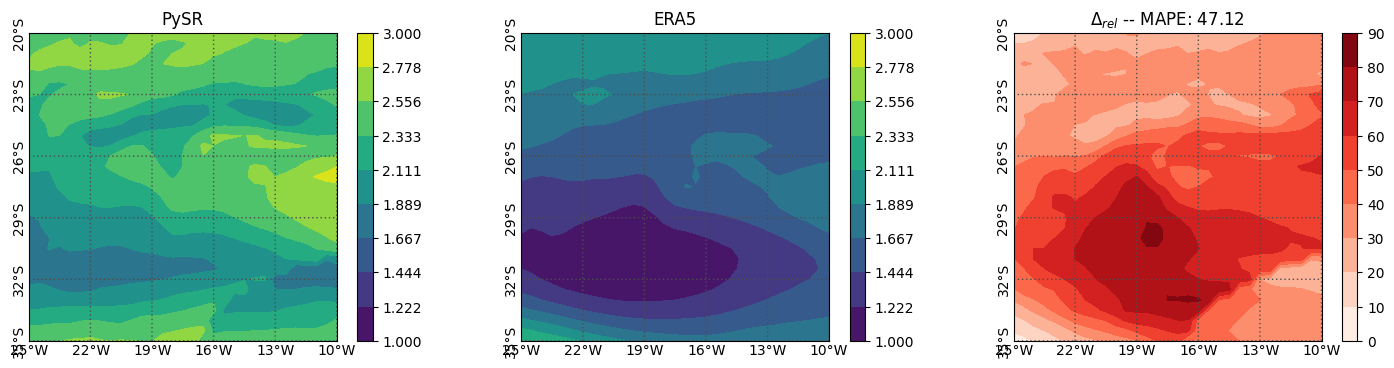 PySR
20°S
23°S
26°S
29°S
32°S
22°W
19°W
16°W
13°W
10°W
3.000
2.778
2.556
2.333
2.111
1.889
1.667
1.444
1.222
1.000
ERA5
20°S
23°S
26°S
29°S
32°S
22°W
19°W
16°W
13°W
10°W
3.000
2.778
2.556
2.333
2.111
1.889
1.667
1.444
1.222
1.000
Δrel -- MAPE: 47.12
20°S
23°S
26°S
29°S
32°S
22°W
19°W
16°W
13°W
10°W
90
80
70
60
50
40
30
20
10
0